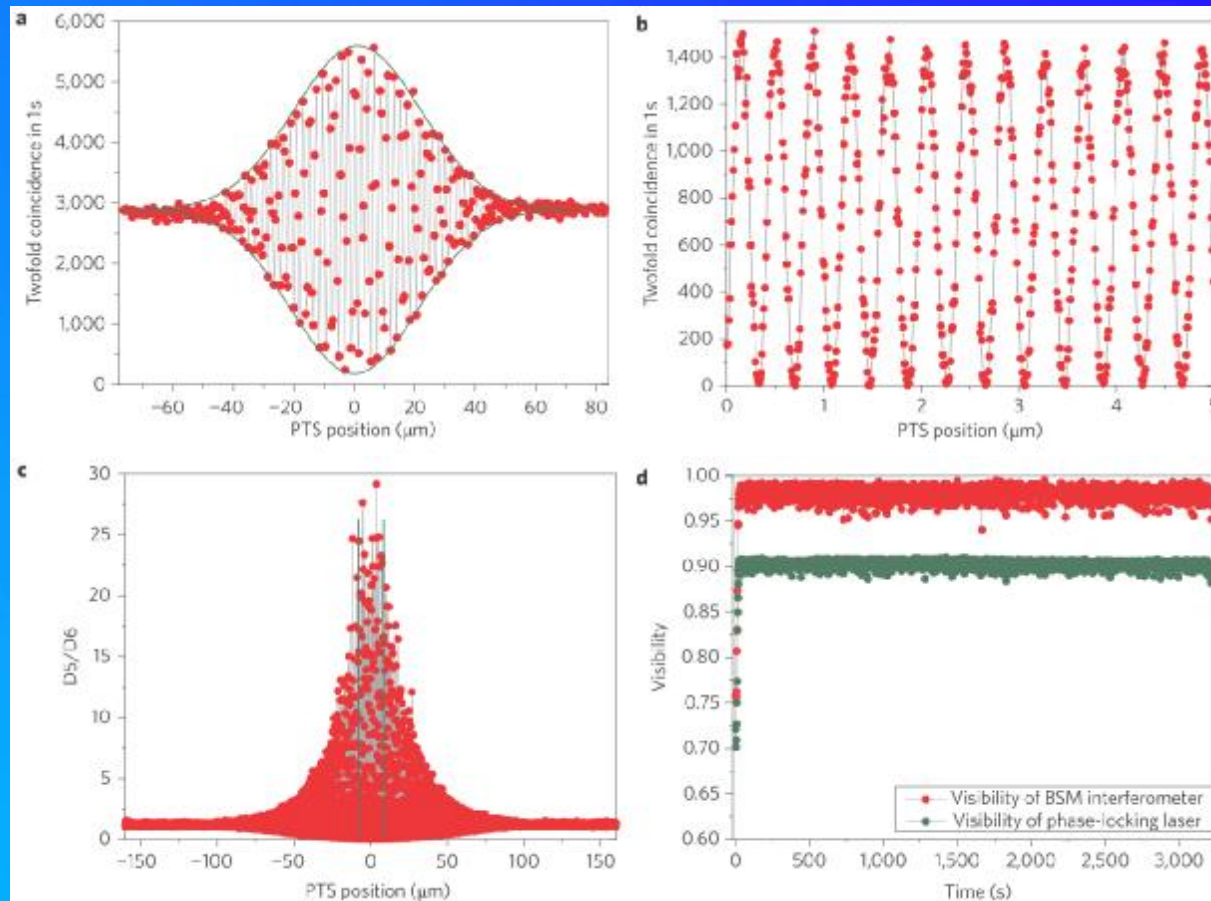 a
6,000
5,000
4,000
3,000
2,000
1,000
0
Twofold coincidence in 1s
−60 −40 −20 0 20 40 60 80
PTS position (μm)
b
1,400
1,200
1,000
800
600
400
200
0
Twofold coincidence in 1s
0 1 2 3 4 5
PTS position (μm)
c
30
25
20
15
10
5
0
D5/D6
−150 −100 −50 0 50 100 150
PTS position (μm)
d
1.00
0.95
0.90
0.85
0.80
0.75
0.70
0.65
0.60
Visibility
Visibility of BSM interferometer
Visibility of phase-locking laser
0 500 1,000 1,500 2,000 2,500 3,000
Time (s)